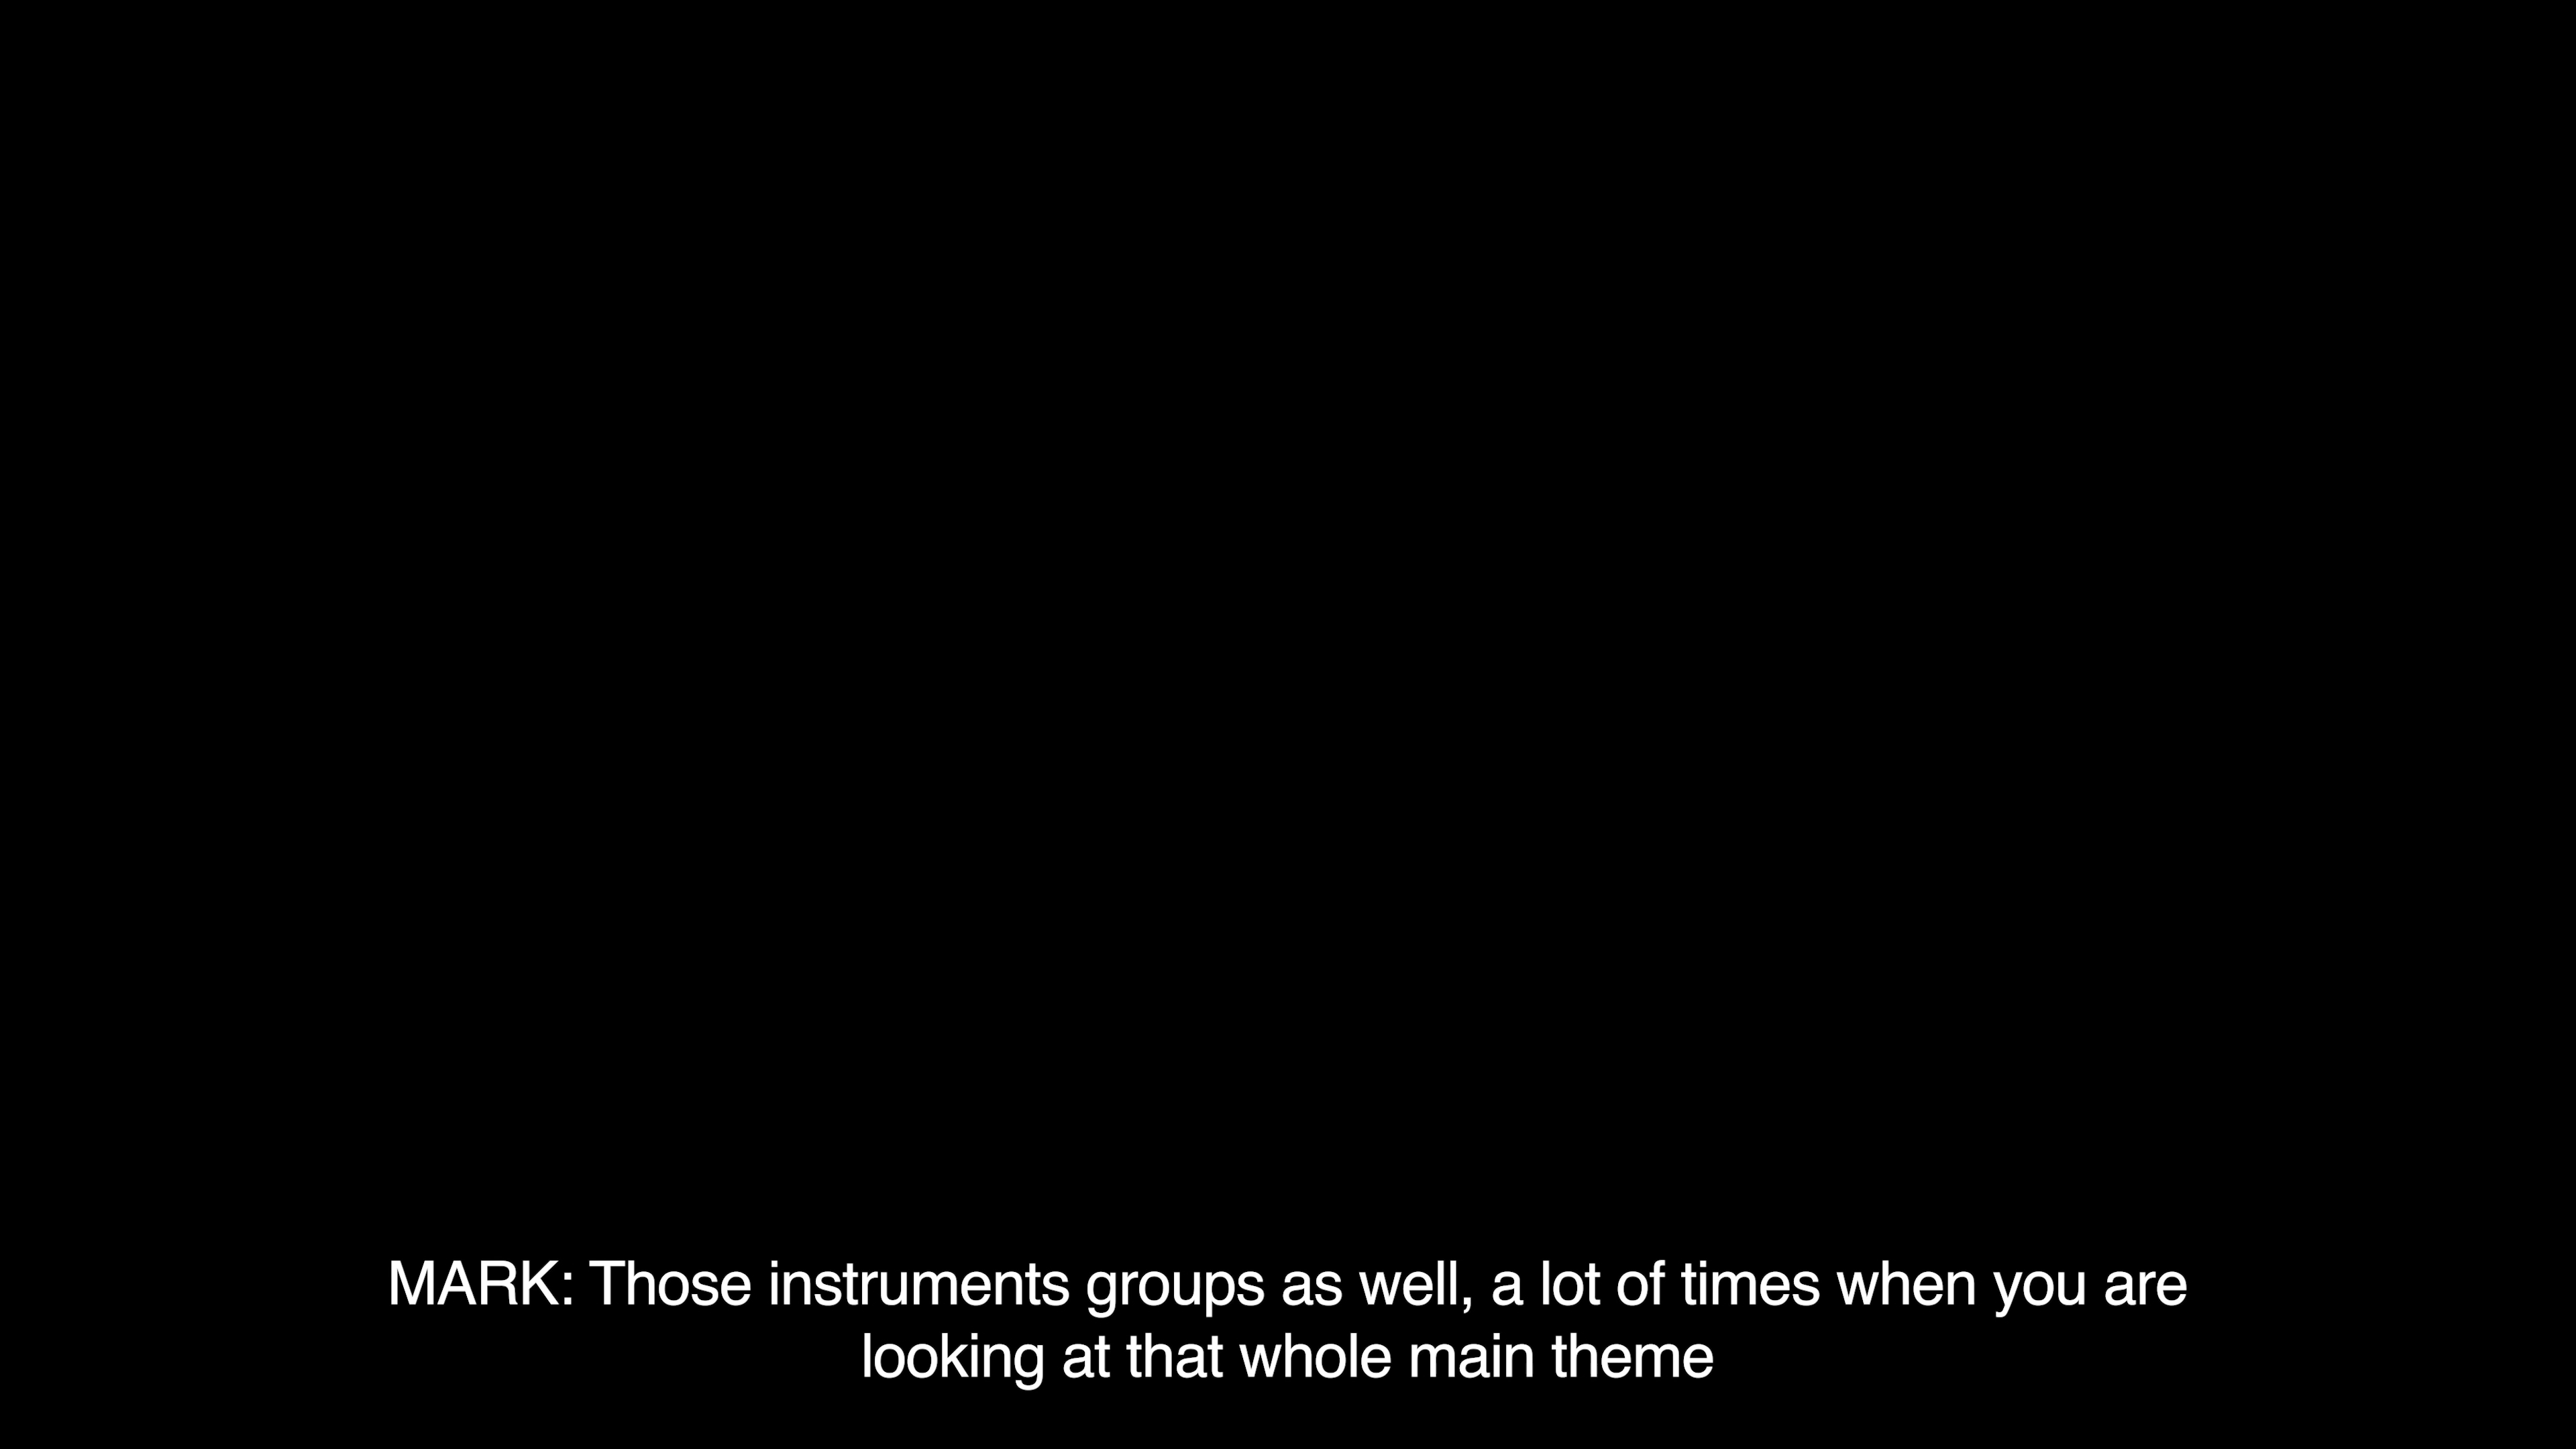 MARK: Those instruments groups as well, a lot of times when you are
looking at that whole main theme